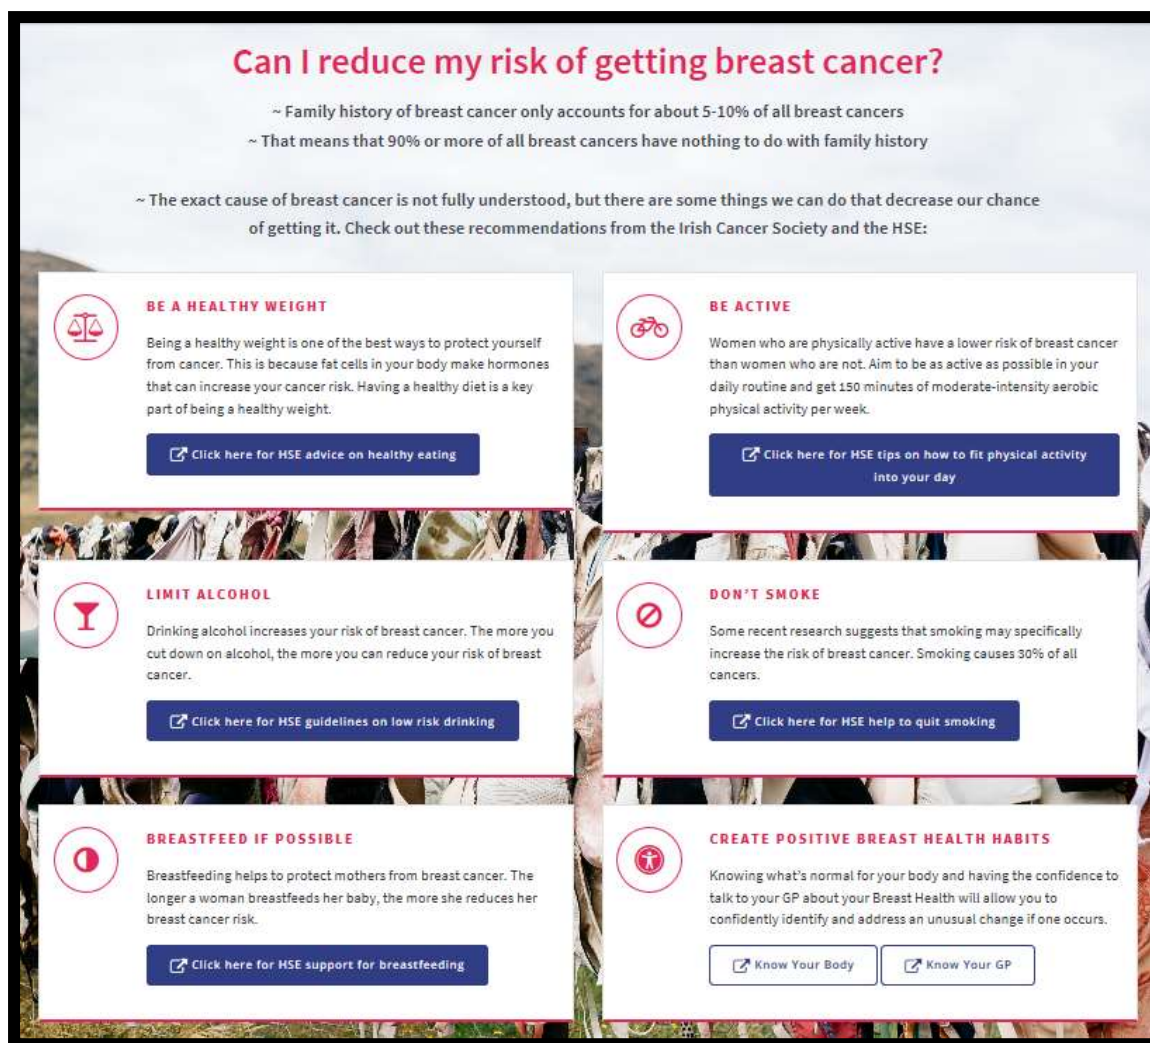 Can I reduce my risk of getting breast cancer?
~ Family history of breast cancer only accounts for about 5-10% of all breast cancers
~ That means that 90% or more of all breast cancers have nothing to do with family history
~ The exact cause of breast cancer is not fully understood, but there are some things we can do that decrease our chance
of getting it. Check out these recommendations from the Irish Cancer Society and the HSE:
BE A HEALTHY WEIGHT
Being a healthy weight is one of the best ways to protect yourself
from cancer. This is because fat cells in your body make hormones
that can increase your cancer risk. Having a healthy diet is a key
part of being a healthy weight.
Click here for HSE advice on healthy eating
BE ACTIVE
Women who are physically active have a lower risk of breast cancer
than women who are not. Aim to be as active as possible in your
daily routine and get 150 minutes of moderate-intensity aerobic
physical activity per week.
Click here for HSE tips on how to fit physical activity
into your day
LIMIT ALCOHOL
Drinking alcohol increases your risk of breast cancer. The more you
cut down on alcohol, the more you can reduce your risk of breast
cancer.
Click here for HSE guidelines on low risk drinking
DON'T SMOKE
Some recent research suggests that smoking may specifically
increase the risk of breast cancer. Smoking causes 30% of all
cancers.
Click here for HSE help to quit smoking
BREASTFEED IF POSSIBLE
Breastfeeding helps to protect mothers from breast cancer. The
longer a woman breastfeeds her baby, the more she reduces her
breast cancer risk.
Click here for HSE support for breastfeeding
CREATE POSITIVE BREAST HEALTH HABITS
Knowing what's normal for your body and having the confidence to
talk to your GP about your Breast Health will allow you to
confidently identify and address an unusual change if one occurs.
Know Your Body
Know Your GP